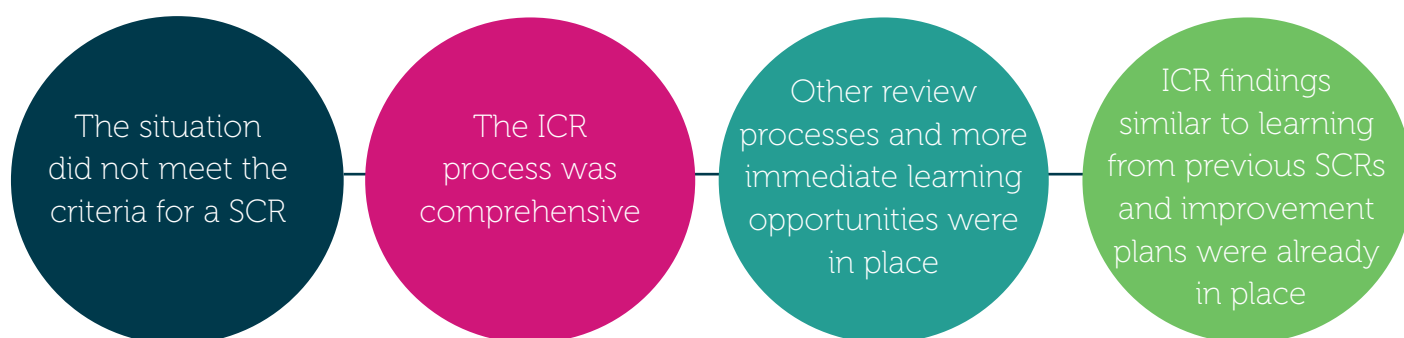 The situation
did not meet the
criteria for a SCR
The ICR
process was
comprehensive
Other review
processes and more
immediate learning
opportunities were
in place
ICR findings
similar to learning
from previous SCRs
and improvement
plans were already
in place